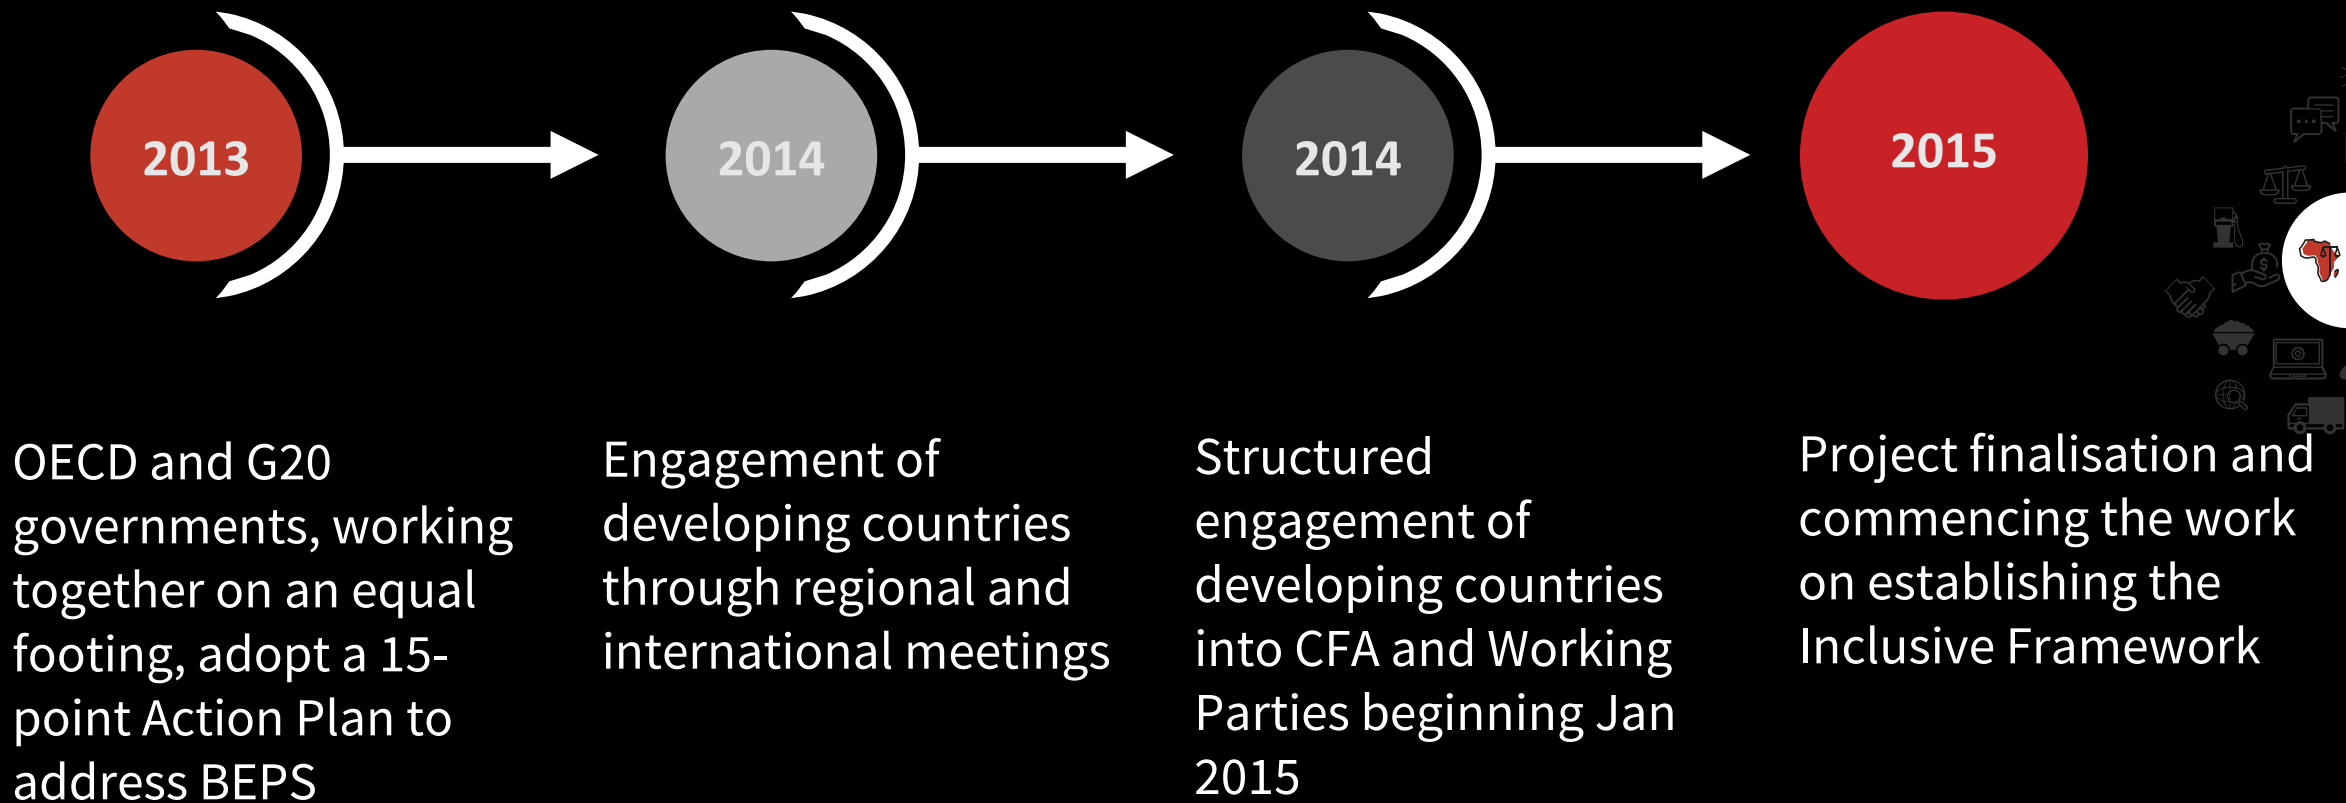 2013
2014
2014
2015
OECD and G20
governments, working
together on an equal
footing, adopt a 15-
point Action Plan to
address BEPS
Engagement of
developing countries
through regional and
international meetings
Structured
engagement of
developing countries
into CFA and Working
Parties beginning Jan
2015
Project finalisation and
commencing the work
on establishing the
Inclusive Framework